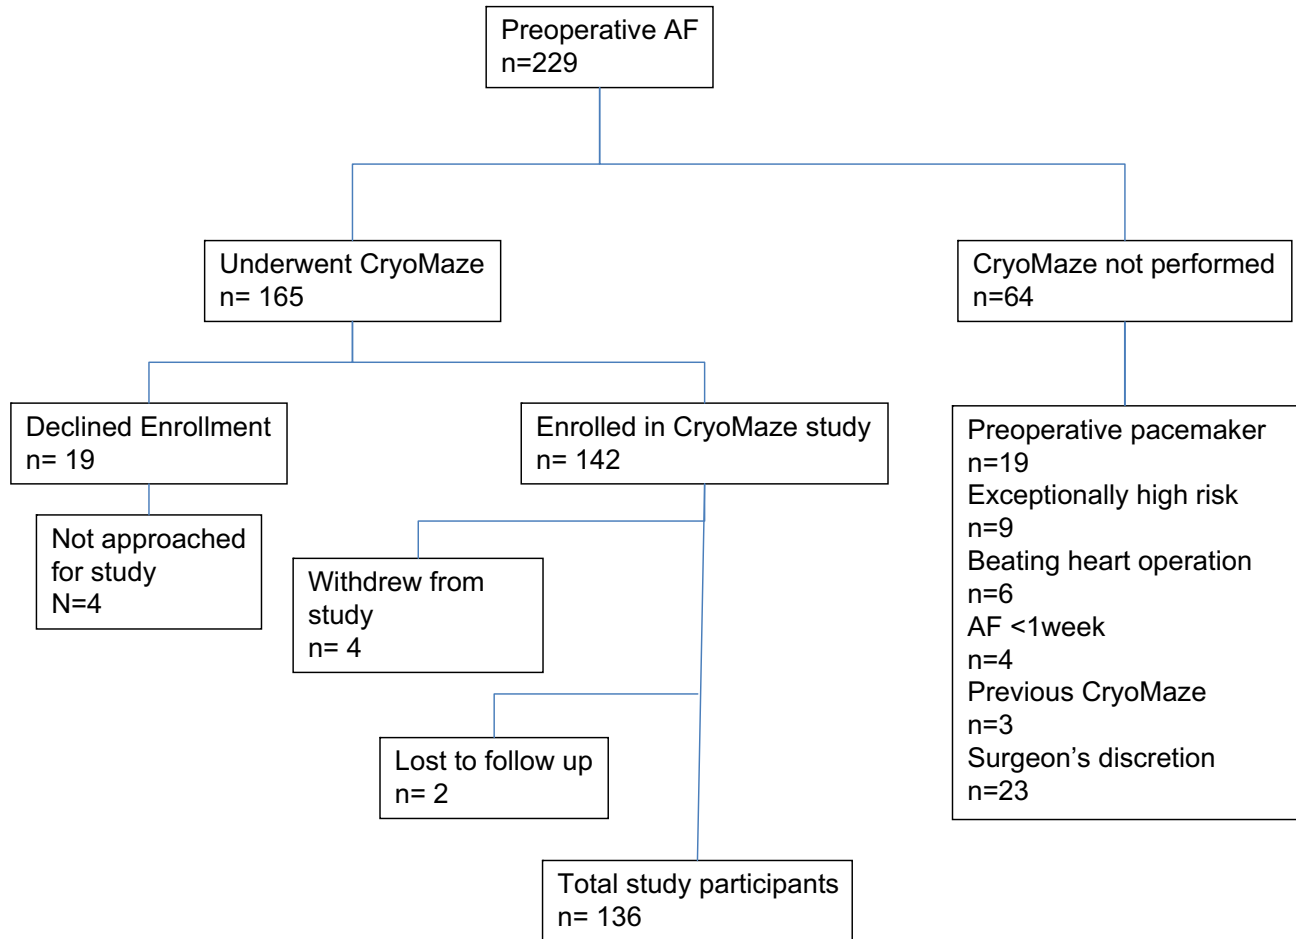 Preoperative AF
n=229
Underwent CryoMaze
n= 165
CryoMaze not performed
n=64
Declined Enrollment
n= 19
Enrolled in CryoMaze study
n= 142
Preoperative pacemaker
n=19
Exceptionally high risk
n=9
Beating heart operation
n=6
AF <1week
n=4
Previous CryoMaze
n=3
Surgeon’s discretion
n=23
Not approached
for study
N=4
Withdrew from
study
n= 4
Lost to follow up
n= 2
Total study participants
n= 136